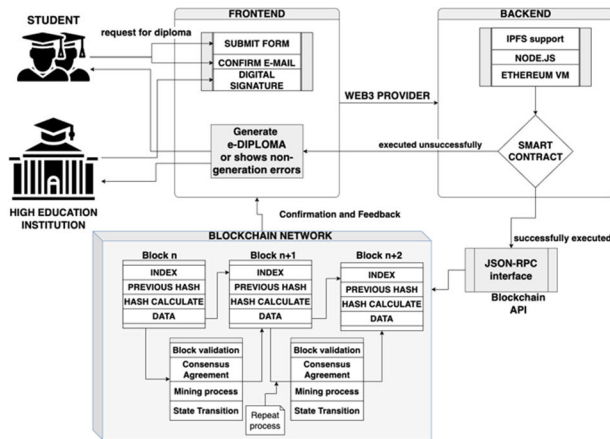 STUDENT
FRONTEND
BACKEND
request for diploma
SUBMIT FORM
CONFIRM E-MAIL
DIGITAL
SIGNATURE
IPFS support
NODE.JS
ETHEREUM VM
WEB3 PROVIDER
Generate
e-DIPLOMA
or shows non-
generation errors
executed unsuccessfully
SMART
CONTRACT
HIGH EDUCATION
INSTITUTION
Confirmation and Feedback
successfully executed
JSON-RPC
interface
Blockchain
API
BLOCKCHAIN NETWORK
Block n
INDEX
PREVIOUS HASH
HASH CALCULATE
DATA
Block n+1
INDEX
PREVIOUS HASH
HASH CALCULATE
DATA
Block n+2
INDEX
PREVIOUS HASH
HASH CALCULATE
DATA
Block validation
Consensus
Agreement
Mining process
State Transition
Repeat
process
Block validation
Consensus
Agreement
Mining process
State Transition